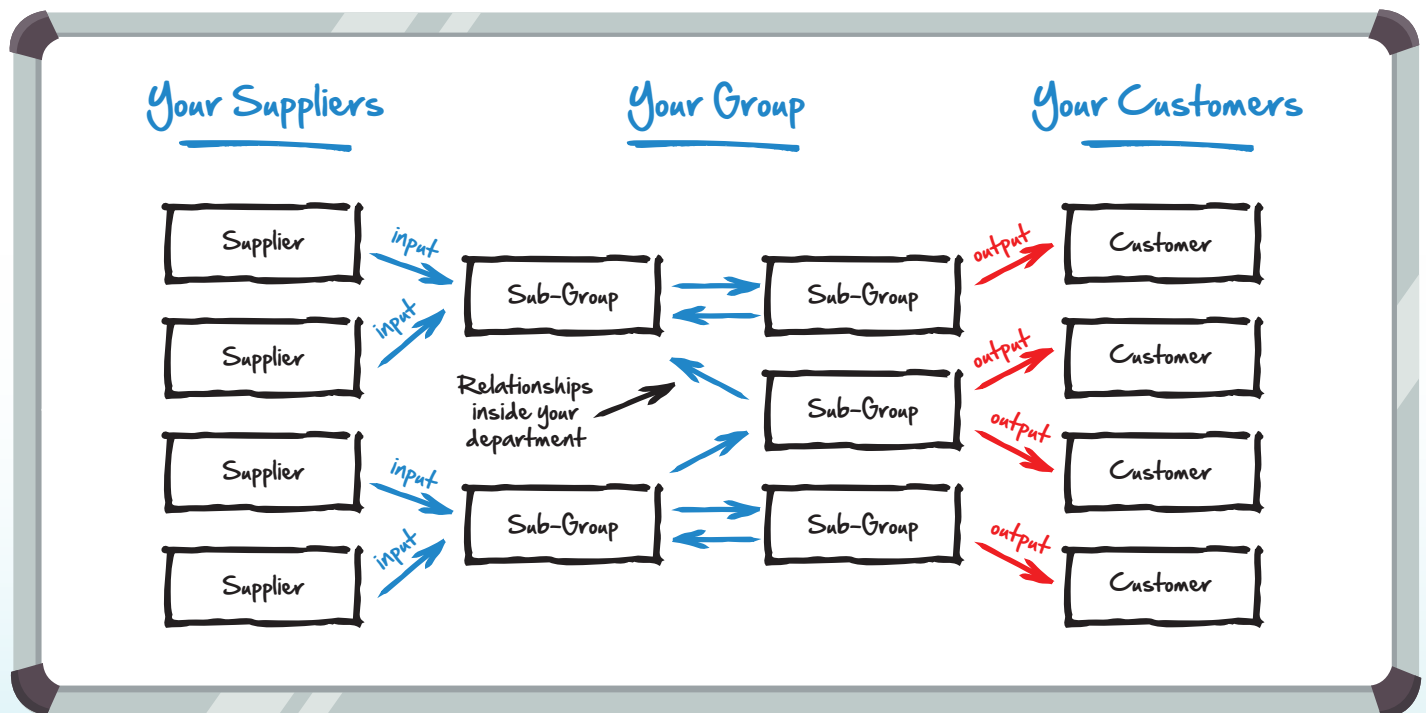 Your Suppliers
Your Group
Your Customers
Supplier
input
Supplier
input
Supplier
input
Supplier
input
Sub-Group
Sub-Group
Relationships
inside your
department
Sub-Group
Sub-Group
Sub-Group
output
Customer
output
Customer
output
Customer
output
Customer